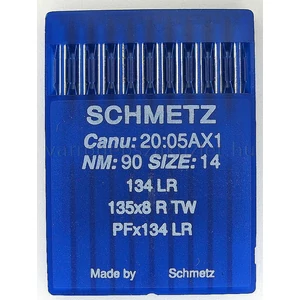 SCHMETZ
Canu: 20:05AX1
NM: 90 SIZE: 14
134 LR
135x8 R TW
PFx134 LR
Made by Schmetz